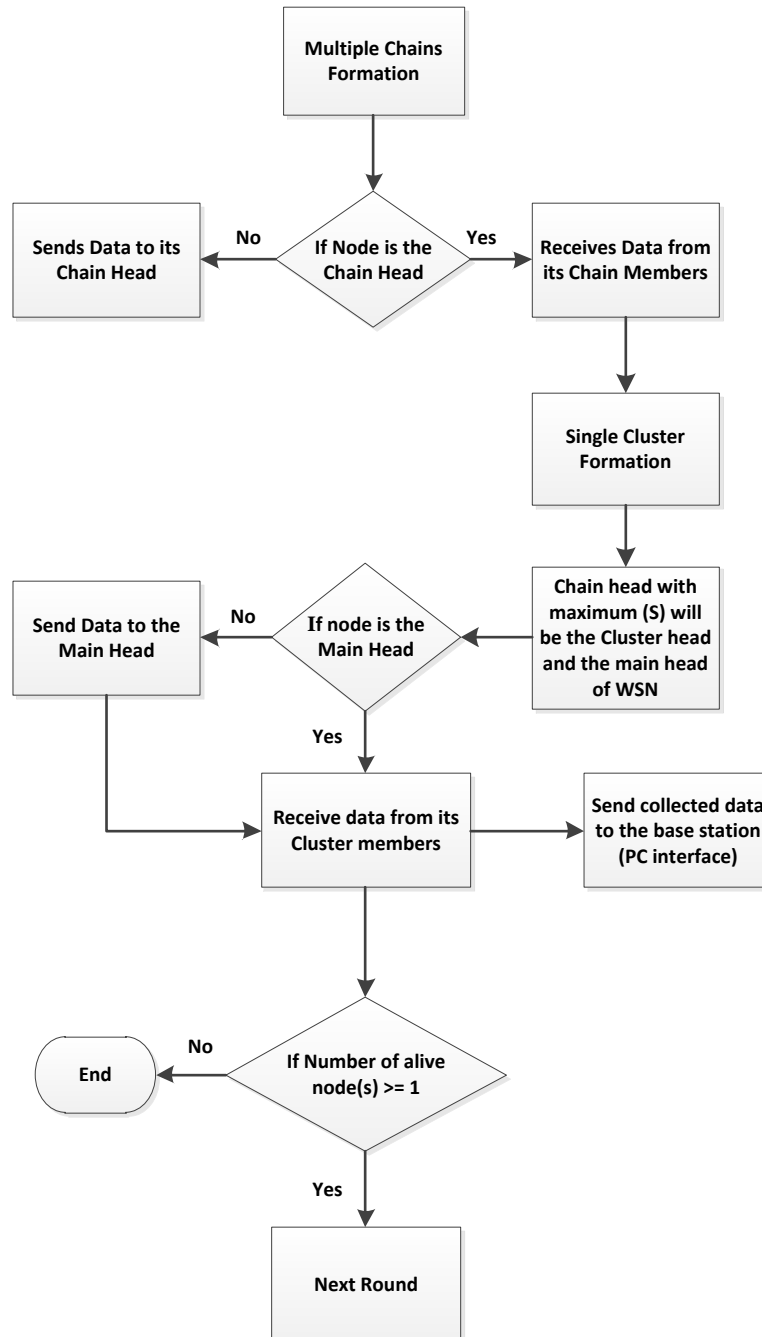 Multiple Chains
Formation
Sends Data to its
Chain Head
No
If Node is the
Chain Head
Yes
Receives Data from
its Chain Members
Single Cluster
Formation
Chain head with
maximum (S) will
be the Cluster head
and the main head
of WSN
If node is the
Main Head
No
Send Data to the
Main Head
Yes
Receive data from its
Cluster members
Send collected data
to the base station
(PC interface)
If Number of alive
node(s) >= 1
No
End
Yes
Next Round